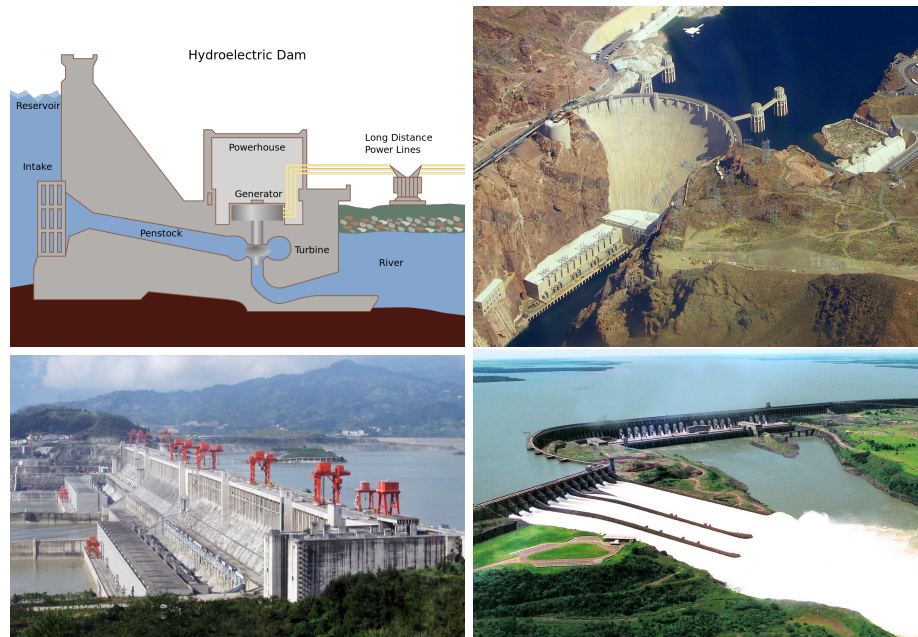 Hydroelectric Dam
Reservoir
Long Distance
Power Lines
Powerhouse
Intake
Generator
Penstock
Turbine
River